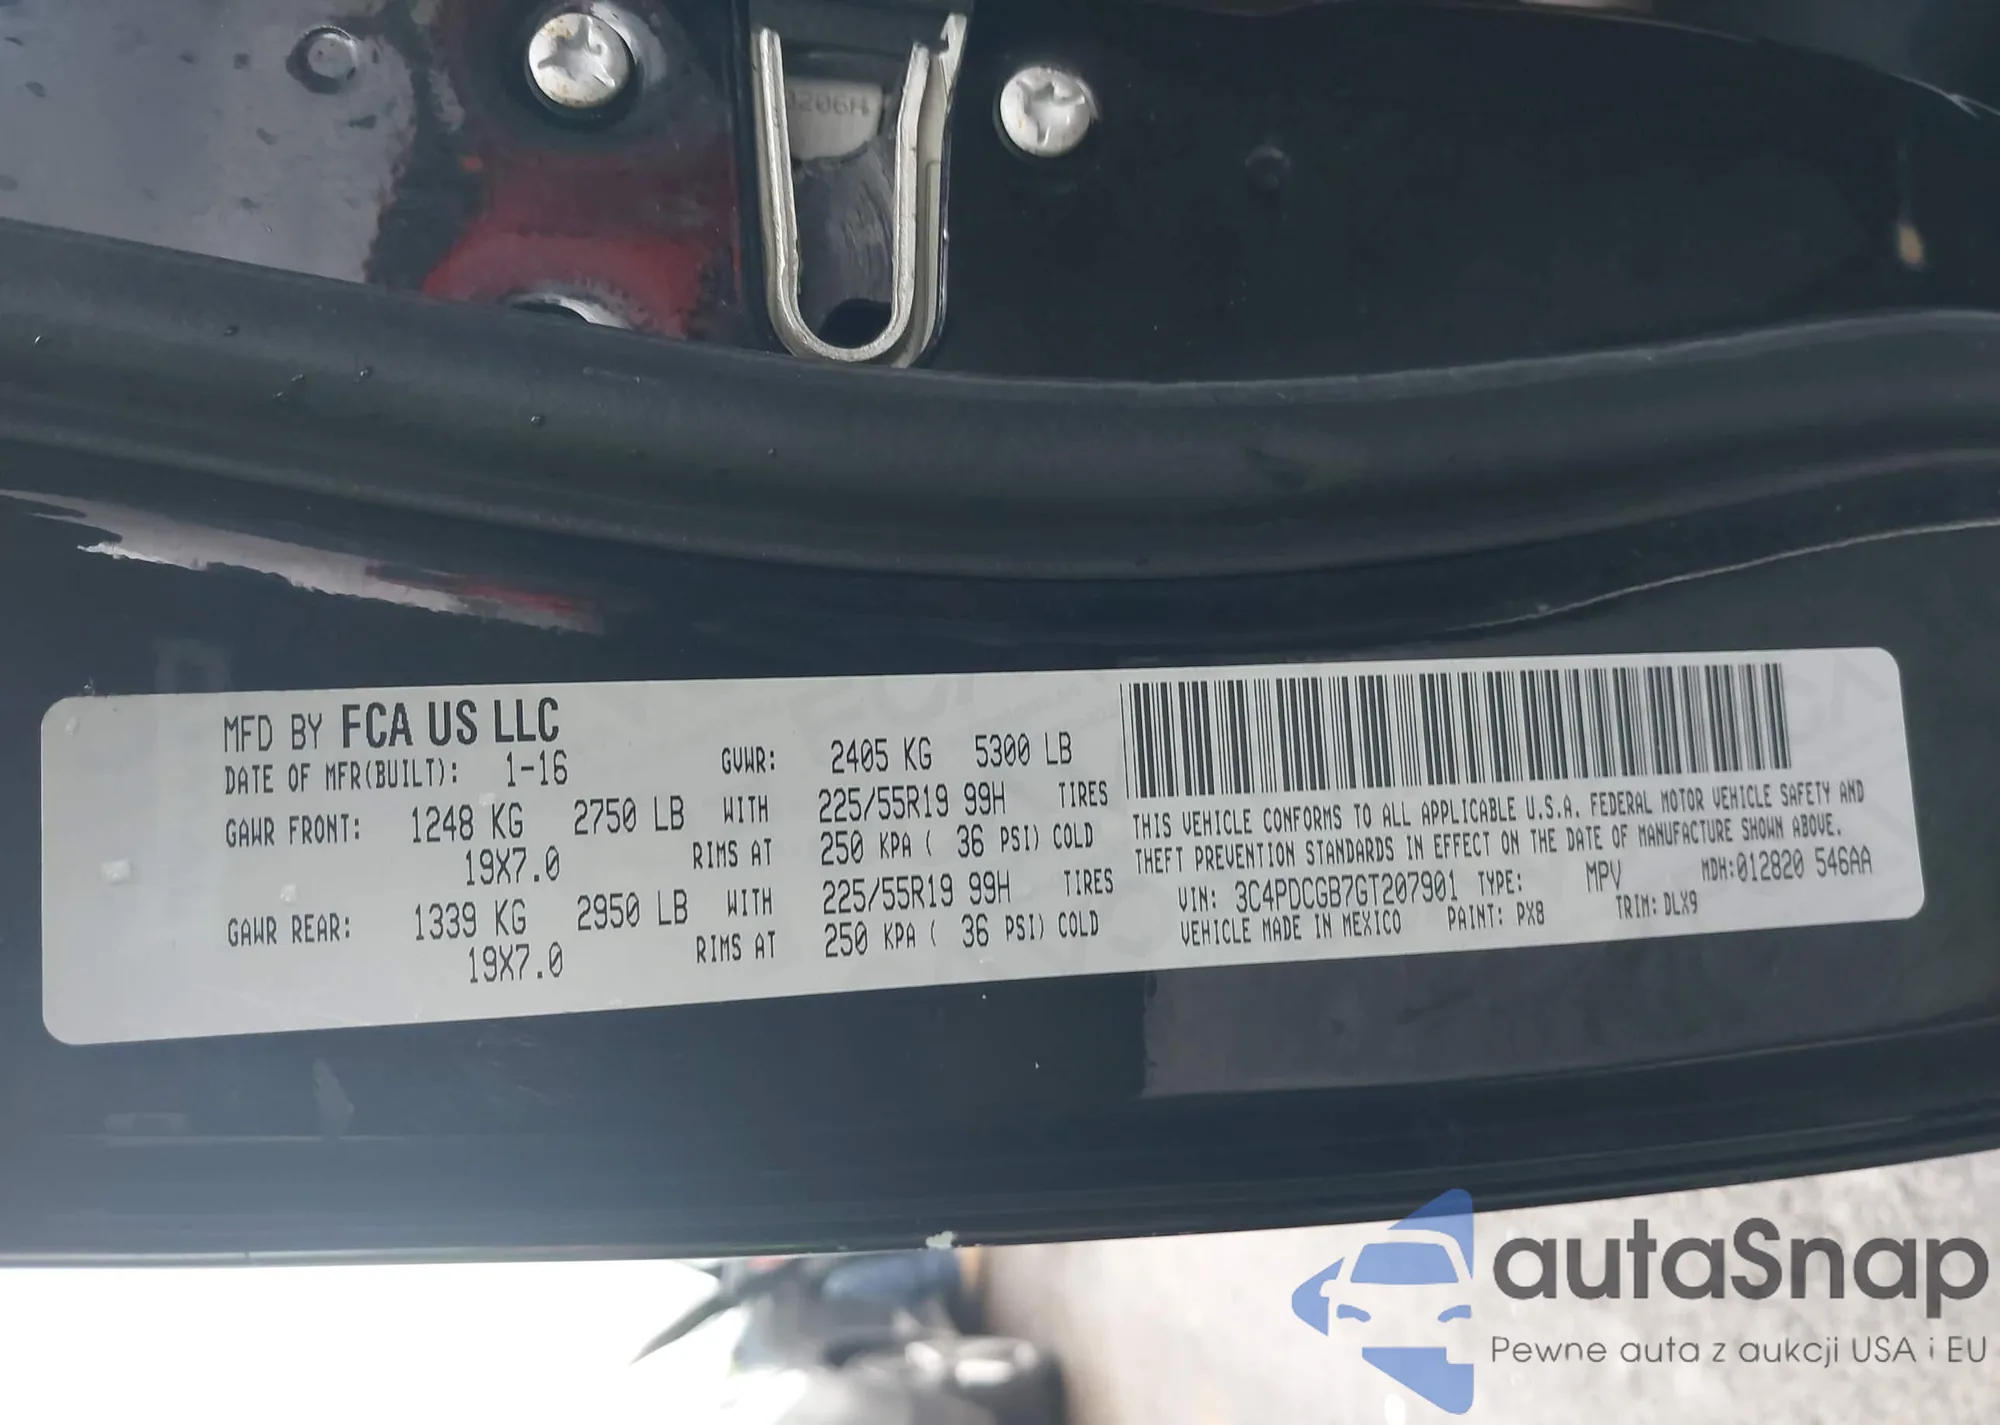 3206H
MFD BY FCA US LLC
DATE OF MFR(BUILT): 1-16 GVWR: 2405 KG 5300 LB
GAWR FRONT: 1248 KG 2750 LB WITH 225/55R19 99H TIRES
19X7.0 RIMS AT 250 KPA ( 36 PSI) COLD
GAWR REAR: 1339 KG 2950 LB WITH 225/55R19 99H TIRES
19X7.0 RIMS AT 250 KPA ( 36 PSI) COLD
THIS VEHICLE CONFORMS TO ALL APPLICABLE U.S.A. FEDERAL MOTOR VEHICLE SAFETY AND
THEFT PREVENTION STANDARDS IN EFFECT ON THE DATE OF MANUFACTURE SHOWN ABOVE.
VIN: 3C4PDCGB7GT207901 TYPE: MPV MDH:012820 546AA
VEHICLE MADE IN MEXICO PAINT: PX8 TRIM: DLX9
autaSnap
Pewne auta z aukcji USA i EU